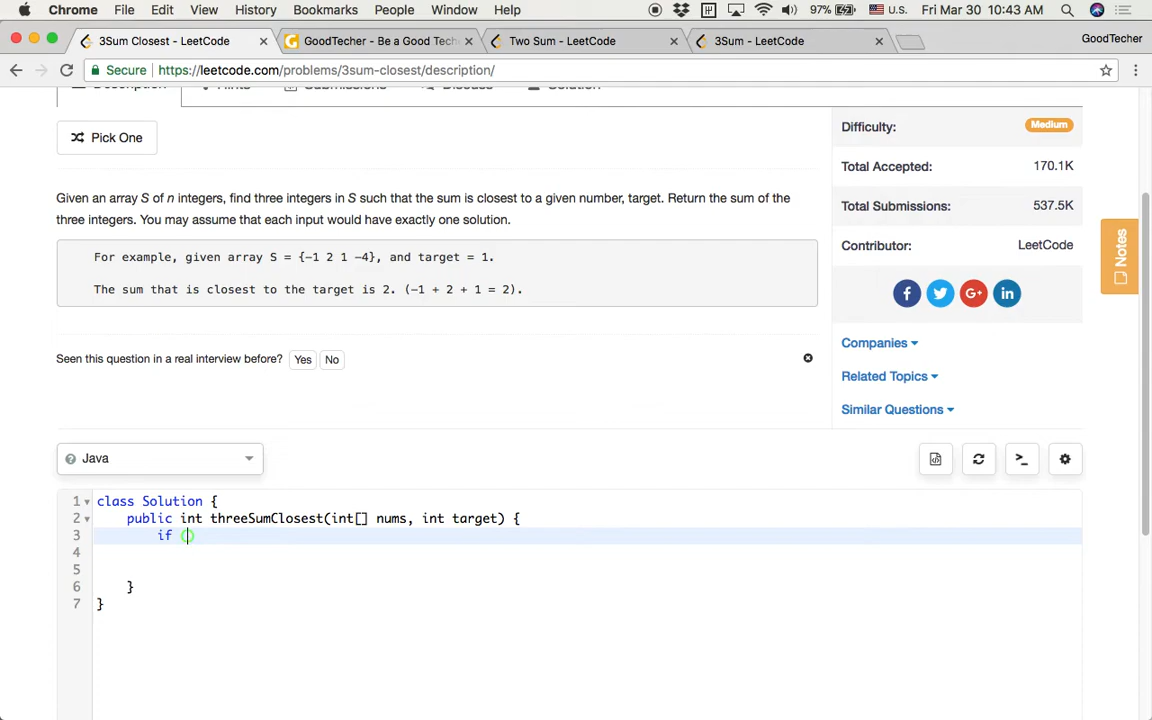 Chrome File Edit View History Bookmarks People Window Help 97% U.S. Fri Mar 30 10:43 AM
3Sum Closest - LeetCode GoodTecher - Be a Good Tech Two Sum - LeetCode 3Sum - LeetCode GoodTecher
Secure https://leetcode.com/problems/3sum-closest/description/
Description Hints Submissions Discuss Solution
Pick One
Difficulty: Medium
Total Accepted: 170.1K
Total Submissions: 537.5K
Contributor: LeetCode
Companies
Related Topics
Similar Questions
Notes
Given an array S of n integers, find three integers in S such that the sum is closest to a given number, target. Return the sum of the
three integers. You may assume that each input would have exactly one solution.
For example, given array S = {-1 2 1 -4}, and target = 1.
The sum that is closest to the target is 2. (-1 + 2 + 1 = 2).
Seen this question in a real interview before? Yes No
Java
1 class Solution {
2 public int threeSumClosest(int[] nums, int target) {
3 if ()
4
5
6 }
7 }